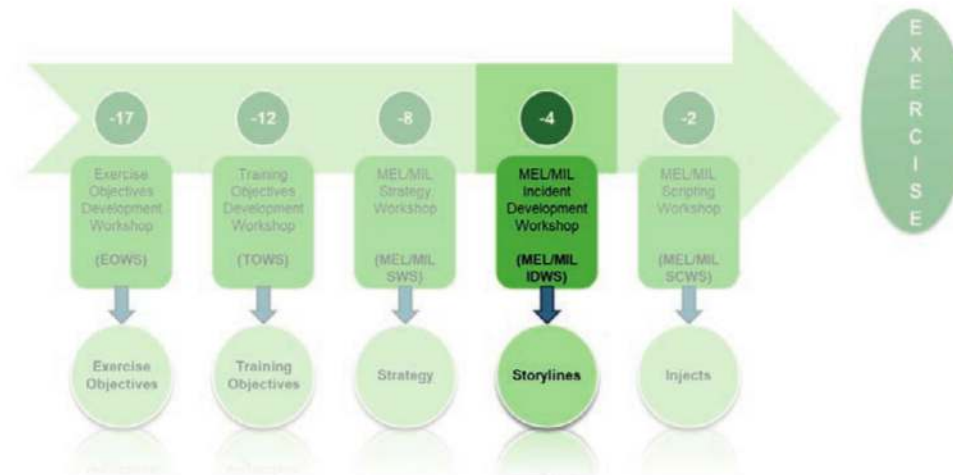 -17
-12
-8
-4
-2
Exercise
Objectives
Development
Workshop
(EOWS)
Training
Objectives
Development
Workshop
(TOWS)
MEL/MIL
Strategy
Workshop
(MEL/MIL
SWS)
MEL/MIL
Incident
Development
Workshop
(MEL/MIL
IDWS)
MEL/MIL
Scripting
Workshop
(MEL/MIL
SCWS)
Exercise
Objectives
Training
Objectives
Strategy
Storylines
Injects
EXERCISE